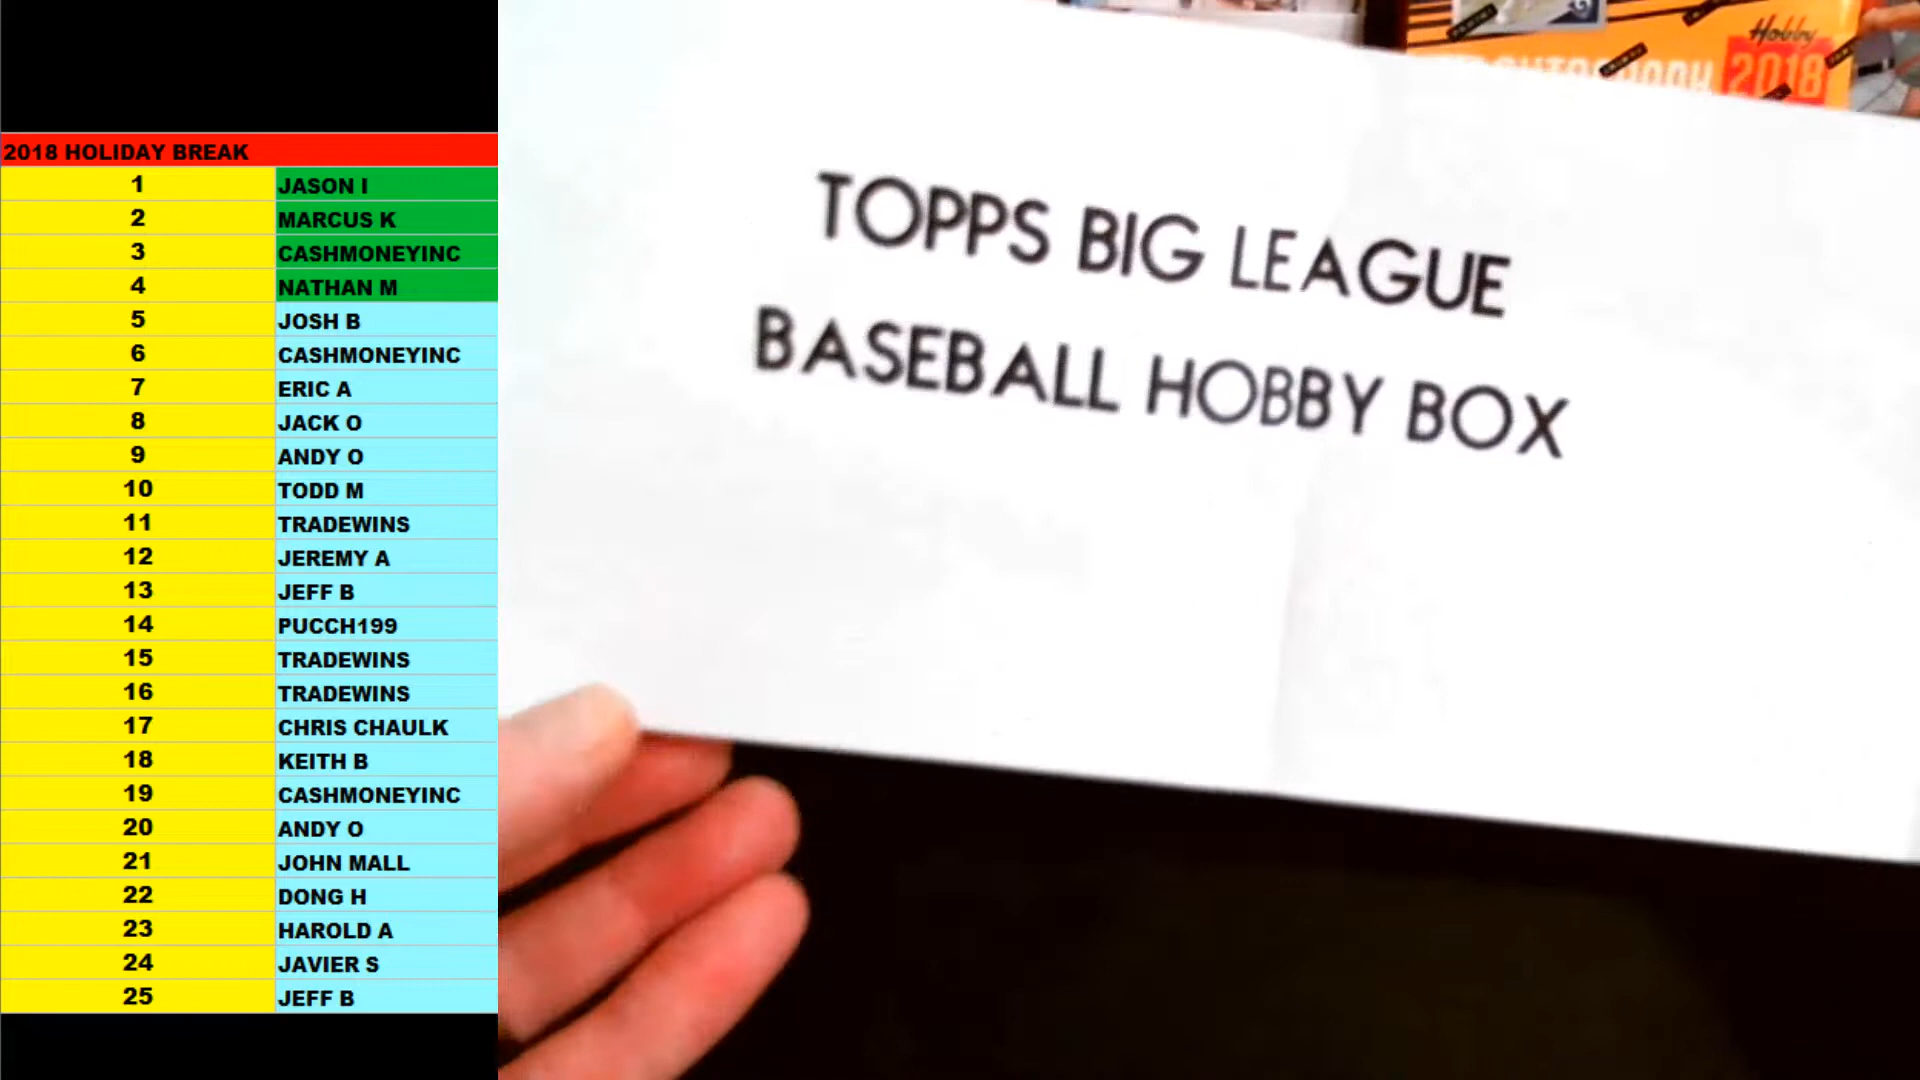 2018 HOLIDAY BREAK
1 JASON I
2 MARCUS K
3 CASHMONEYINC
4 NATHAN M
5 JOSH B
6 CASHMONEYINC
7 ERIC A
8 JACK O
9 ANDY O
10 TODD M
11 TRADEWINS
12 JEREMY A
13 JEFF B
14 PUCCH199
15 TRADEWINS
16 TRADEWINS
17 CHRIS CHAULK
18 KEITH B
19 CASHMONEYINC
20 ANDY O
21 JOHN MALL
22 DONG H
23 HAROLD A
24 JAVIER S
25 JEFF B
Hobby
2018
TOPPS BIG LEAGUE
BASEBALL HOBBY BOX